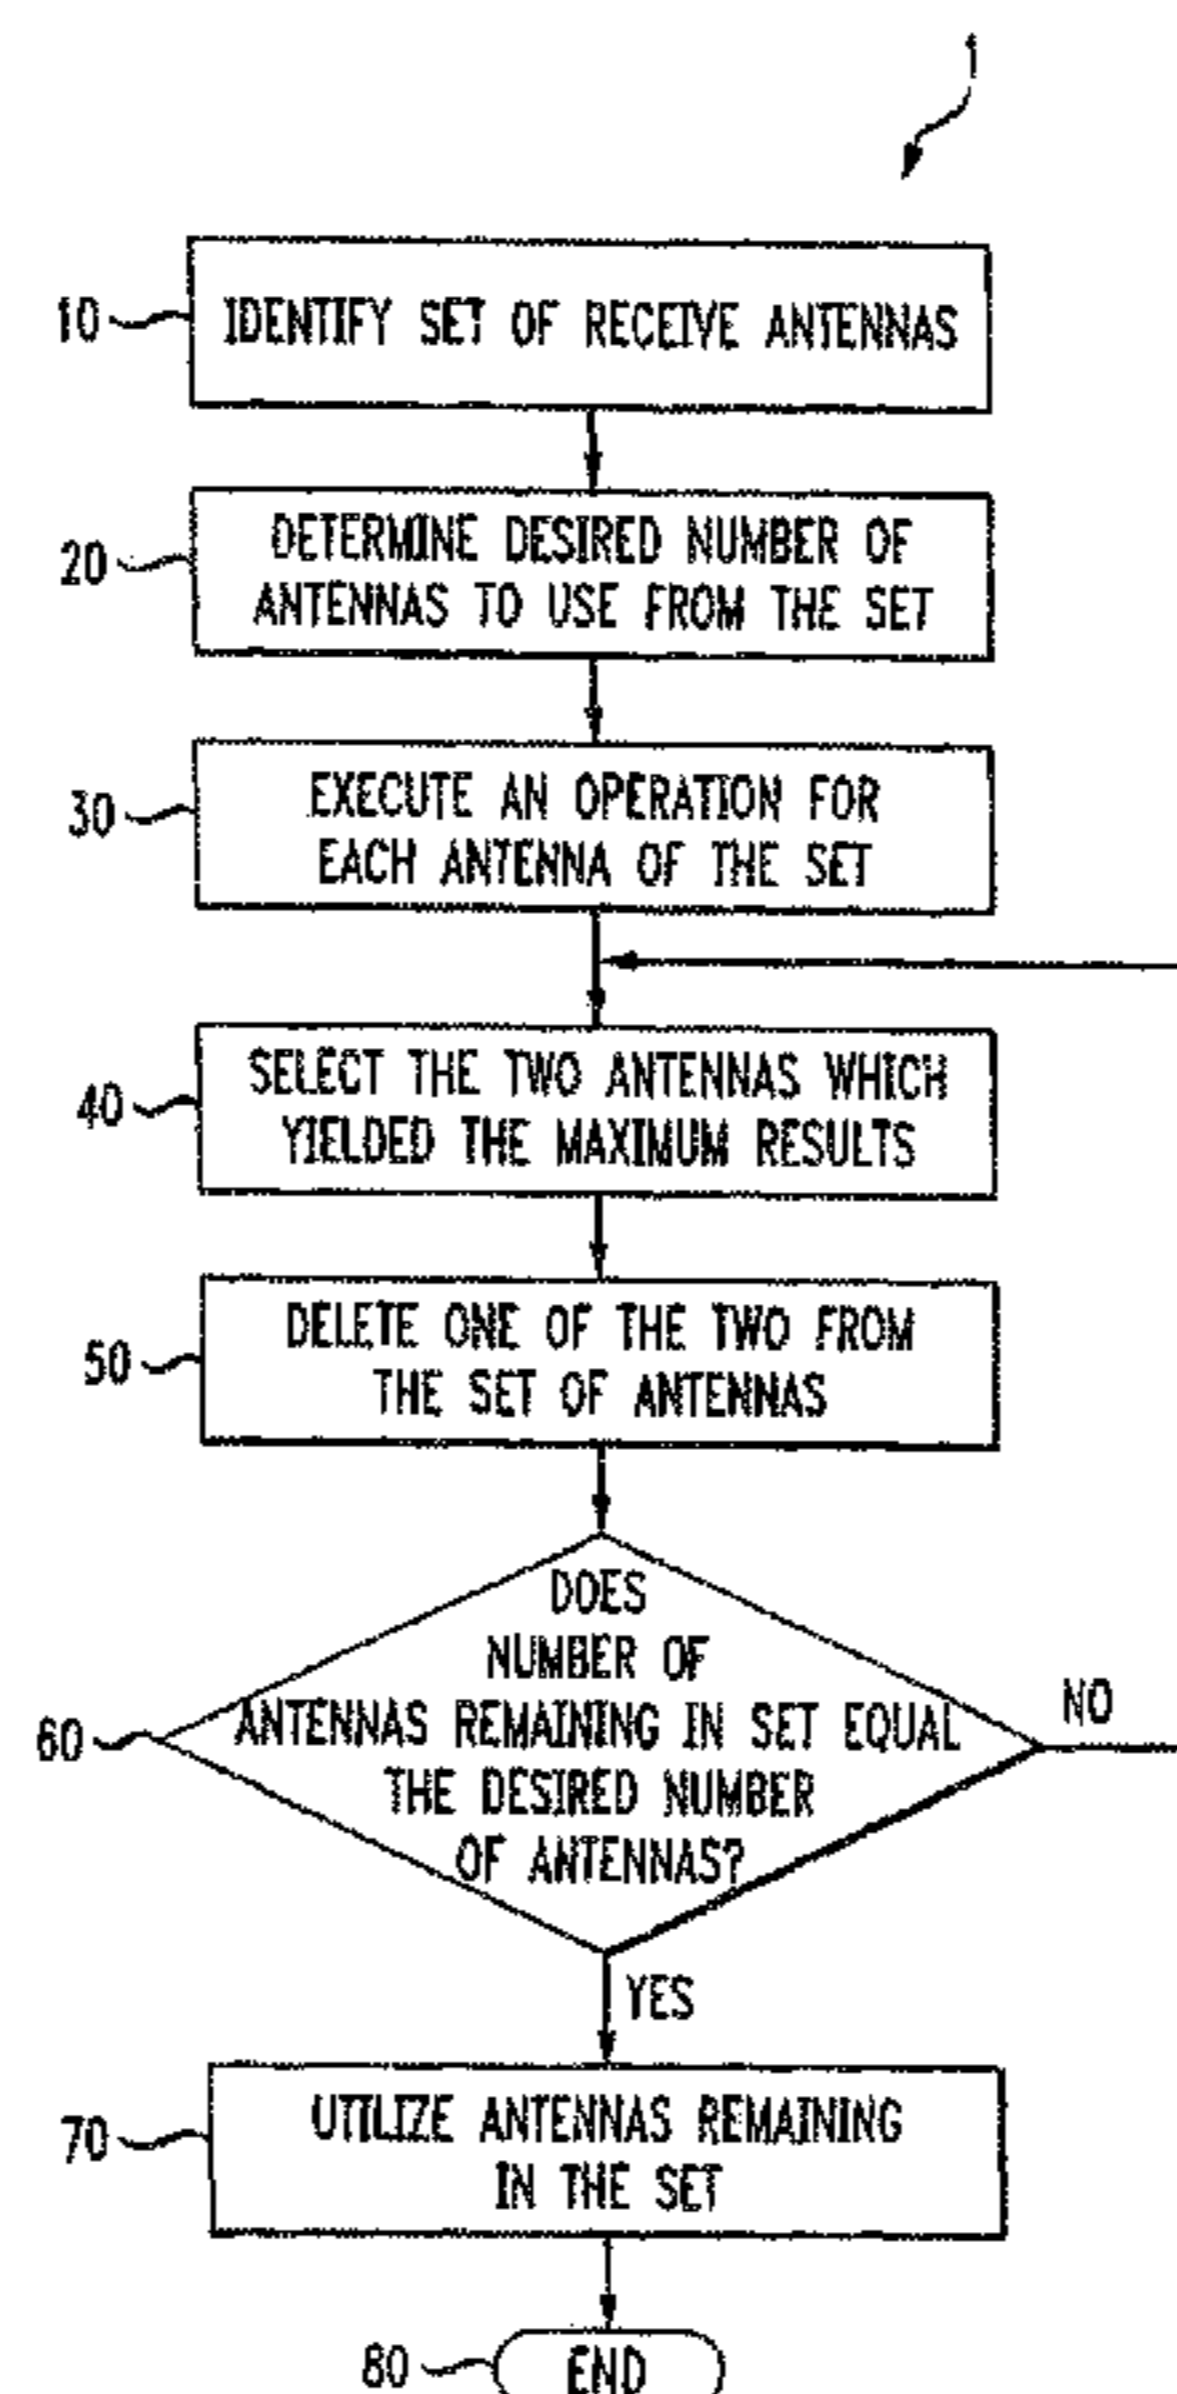 1
10
IDENTIFY SET OF RECEIVE ANTENNAS
20
DETERMINE DESIRED NUMBER OF
ANTENNAS TO USE FROM THE SET
30
EXECUTE AN OPERATION FOR
EACH ANTENNA OF THE SET
40
SELECT THE TWO ANTENNAS WHICH
YIELDED THE MAXIMUM RESULTS
50
DELETE ONE OF THE TWO FROM
THE SET OF ANTENNAS
60
DOES
NUMBER OF
ANTENNAS REMAINING IN SET EQUAL
THE DESIRED NUMBER
OF ANTENNAS?
NO
YES
70
UTILIZE ANTENNAS REMAINING
IN THE SET
80
END